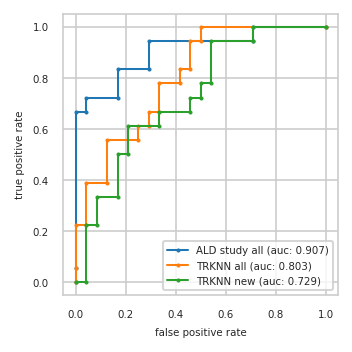 1.0
0.8
0.6
0.4
0.2
0.0
true positive rate
ALD study all (auc: 0.907)
TRKNN all (auc: 0.803)
TRKNN new (auc: 0.729)
0.0 0.2 0.4 0.6 0.8 1.0
false positive rate